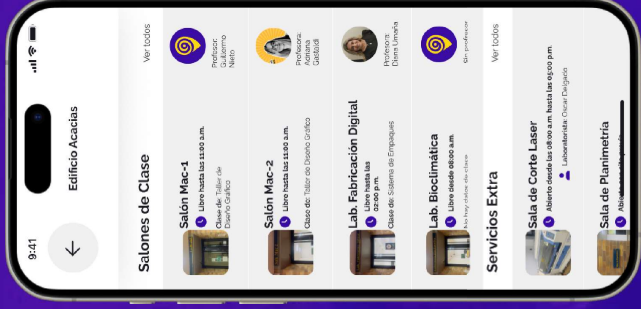 9:41
Edificio Acacias
Salones de Clase
Ver todos
Salón Mac-1
Libre hasta las 11:00 a.m.
Clase de: Taller de
Diseño Gráfico
Profesor:
Guillermo
Nieto
Salón Mac-2
Libre hasta las 11:00 a.m.
Clase de: Taller de Diseño Gráfico
Profesora:
Adriana
Gastaldi
Lab. Fabricación Digital
Libre hasta las
02:00 p.m.
Clase de: Sistema de Empaques
Profesora:
Diana Umaña
Lab. Bioclimática
Libre desde 08:00 a.m.
No hay datos de clase
Sin profesor
Servicios Extra
Ver todos
Sala de Corte Laser
Abierto desde las 08:00 a.m. hasta las 05:00 p.m.
Laboratorista: Oscar Delgado
Sala de Planimetría